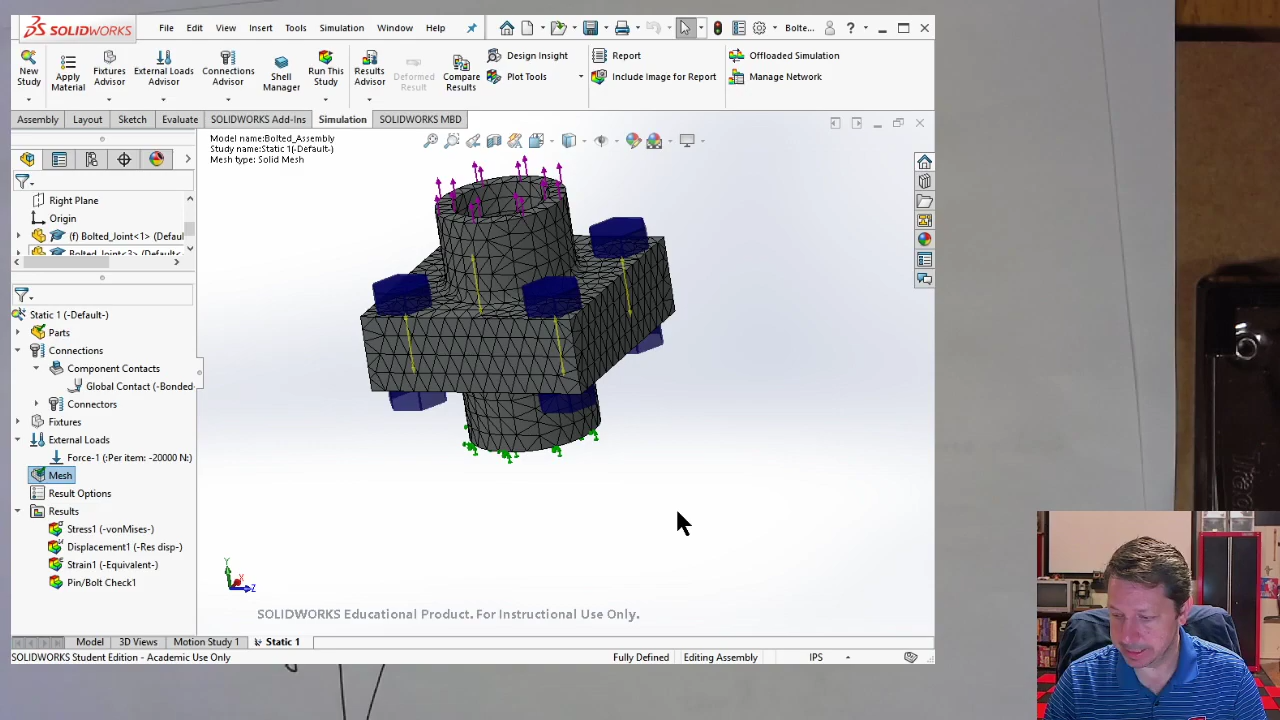 SOLIDWORKS
File Edit View Insert Tools Simulation Window Help
Bolte...
New Study
Apply Material
Fixtures Advisor
External Loads Advisor
Connections Advisor
Shell Manager
Run This Study
Results Advisor
Deformed Result
Compare Results
Design Insight
Plot Tools
Report
Include Image for Report
Offloaded Simulation
Manage Network
Assembly Layout Sketch Evaluate SOLIDWORKS Add-Ins Simulation SOLIDWORKS MBD
Model name:Bolted_Assembly
Study name:Static 1(-Default-)
Mesh type: Solid Mesh
Right Plane
Origin
(f) Bolted_Joint<1> (Defaul
Bolted_Joint<3> (Default<
Static 1 (-Default-)
Parts
Connections
Component Contacts
Global Contact (-Bonded
Connectors
Fixtures
External Loads
Force-1 (:Per item: -20000 N:)
Mesh
Result Options
Results
Stress1 (-vonMises-)
Displacement1 (-Res disp-)
Strain1 (-Equivalent-)
Pin/Bolt Check1
Y
X
Z
SOLIDWORKS Educational Product. For Instructional Use Only.
Model 3D Views Motion Study 1 Static 1
SOLIDWORKS Student Edition - Academic Use Only Fully Defined Editing Assembly IPS